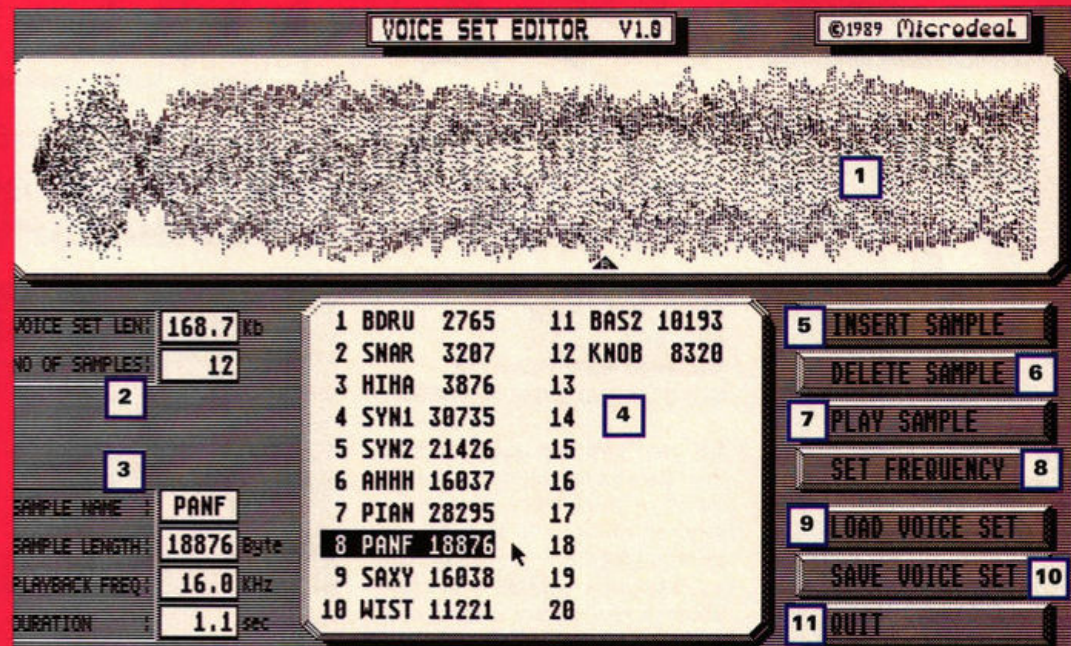 VOICE SET EDITOR V1.0
©1989 Microdeal
1
VOICE SET LEN: 168.7 Kb
NO OF SAMPLES: 12
2
3
SAMPLE NAME : PANF
SAMPLE LENGTH: 18876 Byte
PLAYBACK FREQ: 16.0 KHz
DURATION : 1.1 sec
1 BDRU 2765
2 SNAR 3207
3 HIHA 3876
4 SYN1 30735
5 SYN2 21426
6 AHHH 16037
7 PIAN 28295
8 PANF 18876
9 SAXY 16038
10 WIST 11221
11 BAS2 10193
12 KNOB 8320
13
14
15
16
17
18
19
20
4
5 INSERT SAMPLE
DELETE SAMPLE 6
7 PLAY SAMPLE
SET FREQUENCY 8
9 LOAD VOICE SET
SAVE VOICE SET 10
11 QUIT